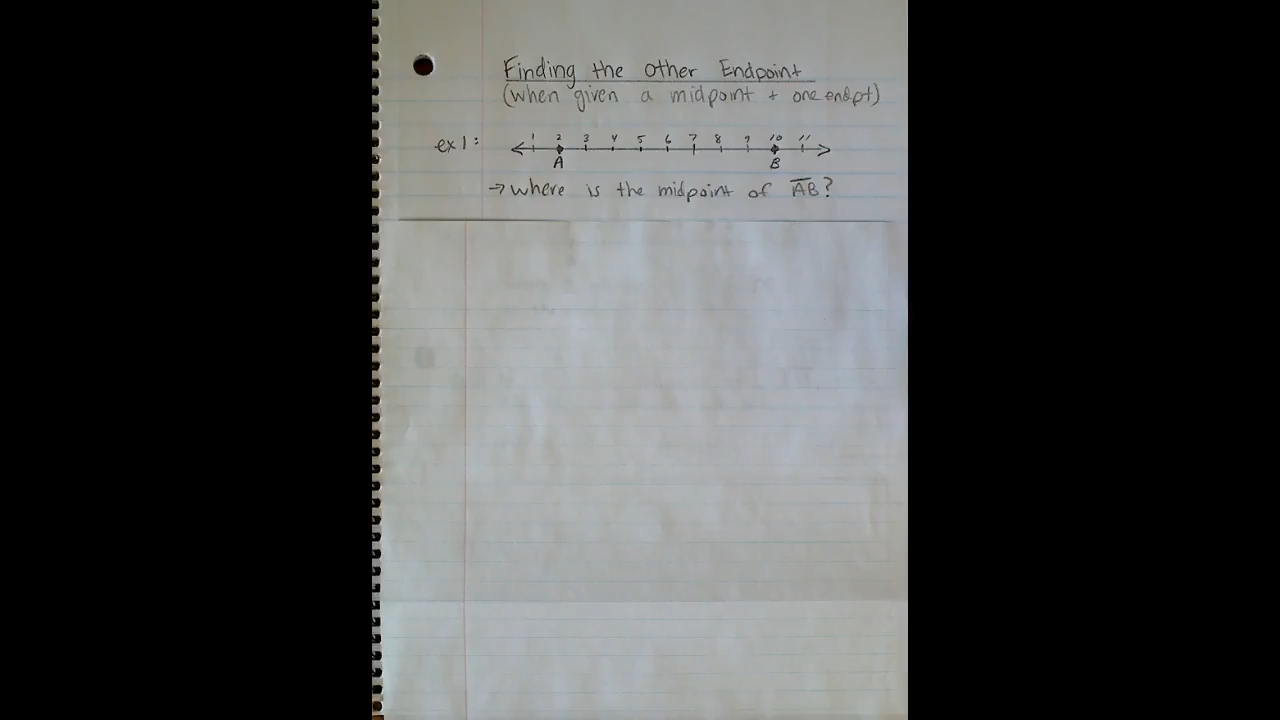 Finding the Other Endpoint
(when given a midpoint + one endpt)
ex 1: 1 2 3 4 5 6 7 8 9 10 11
A B
→ where is the midpoint of A̅B̅?